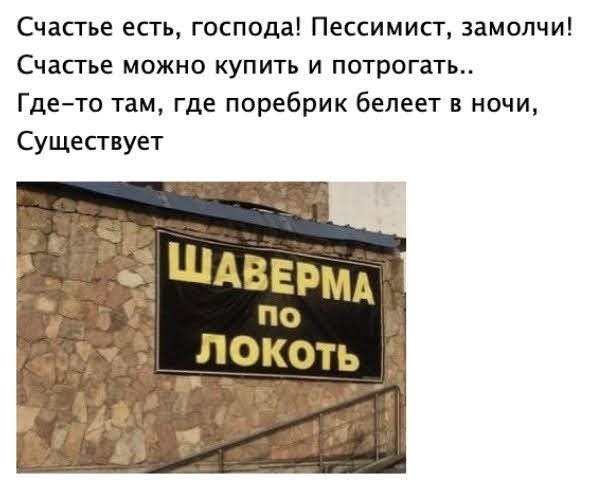 Счастье есть, господа! Пессимист, замолчи!
Счастье можно купить и потрогать..
Где-то там, где поребрик белеет в ночи,
Существует
ШАВЕРМА
ПО
ЛОКОТЬ